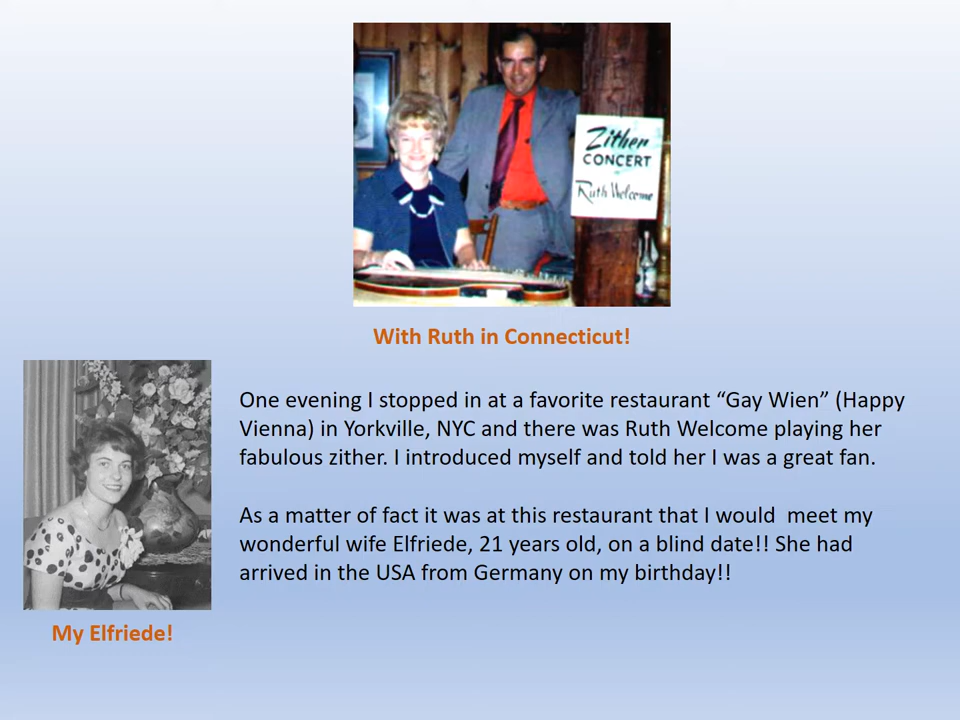 Zither
CONCERT
Ruth Welcome
With Ruth in Connecticut!
One evening I stopped in at a favorite restaurant “Gay Wien” (Happy
Vienna) in Yorkville, NYC and there was Ruth Welcome playing her
fabulous zither. I introduced myself and told her I was a great fan.
As a matter of fact it was at this restaurant that I would  meet my
wonderful wife Elfriede, 21 years old, on a blind date!! She had
arrived in the USA from Germany on my birthday!!
My Elfriede!